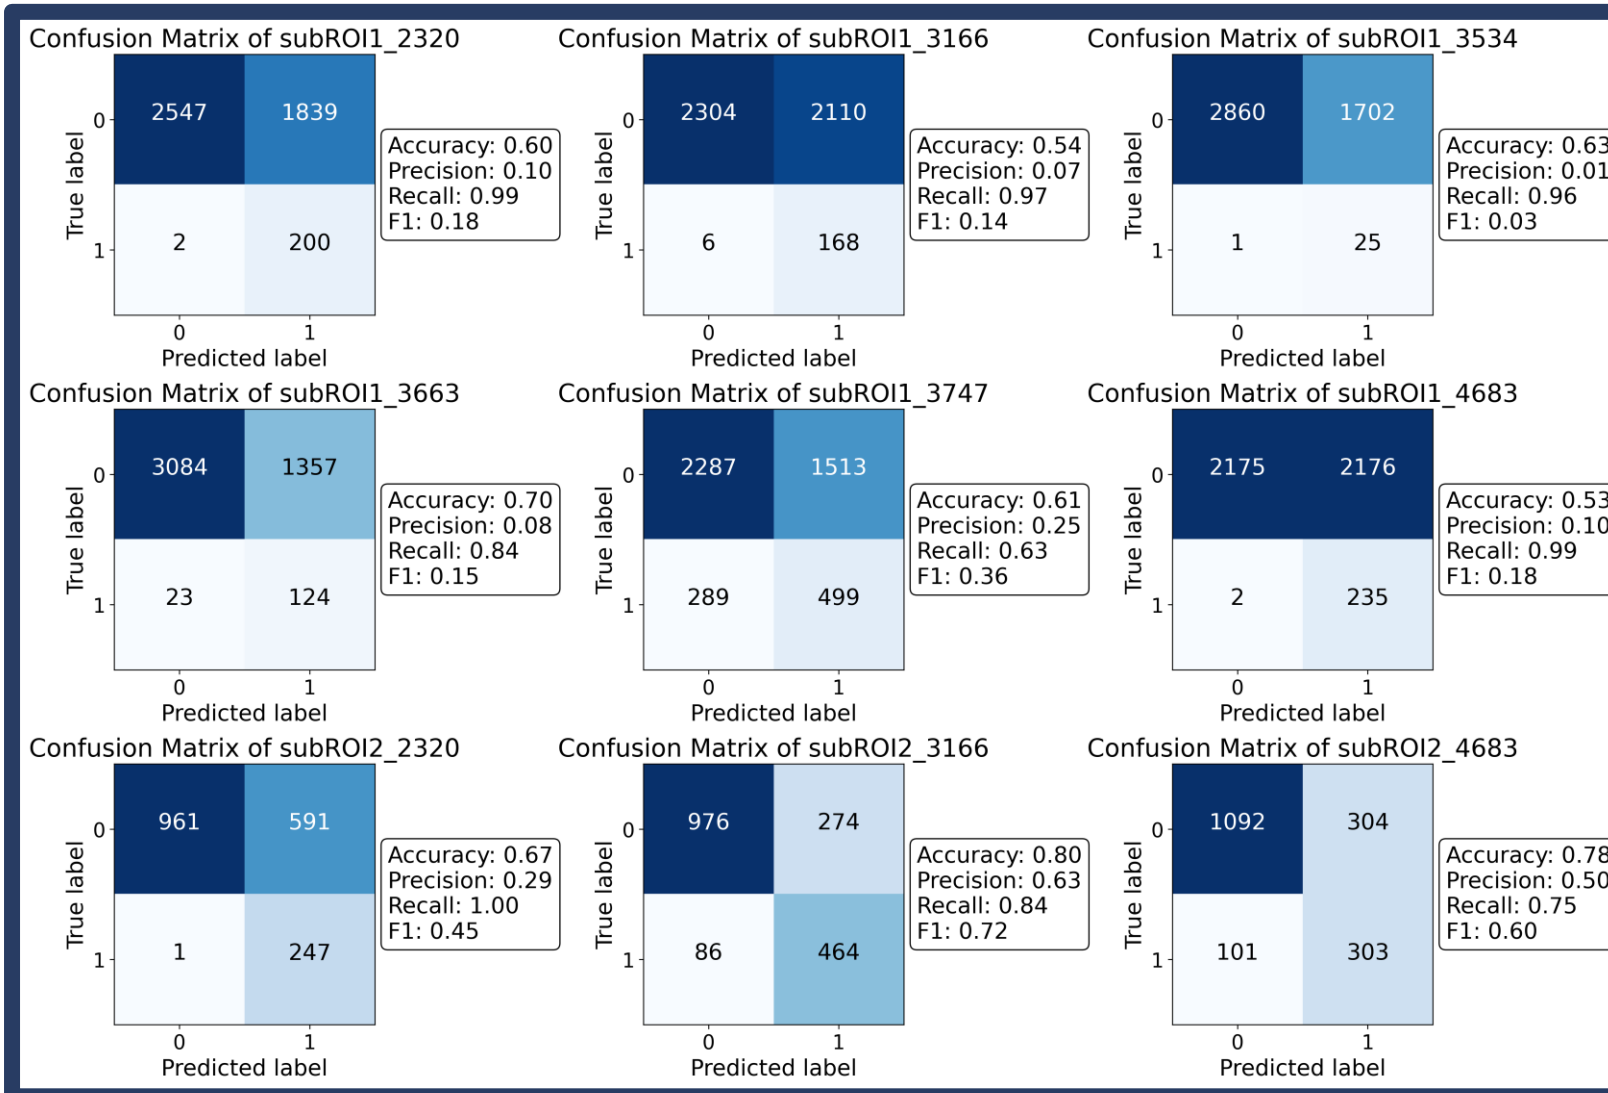 Confusion Matrix of subROI1_2320
True label
0
1
2547 1839
2 200
0 1
Predicted label
Accuracy: 0.60
Precision: 0.10
Recall: 0.99
F1: 0.18
Confusion Matrix of subROI1_3166
True label
0
1
2304 2110
6 168
0 1
Predicted label
Accuracy: 0.54
Precision: 0.07
Recall: 0.97
F1: 0.14
Confusion Matrix of subROI1_3534
True label
0
1
2860 1702
1 25
0 1
Predicted label
Accuracy: 0.63
Precision: 0.01
Recall: 0.96
F1: 0.03
Confusion Matrix of subROI1_3663
True label
0
1
3084 1357
23 124
0 1
Predicted label
Accuracy: 0.70
Precision: 0.08
Recall: 0.84
F1: 0.15
Confusion Matrix of subROI1_3747
True label
0
1
2287 1513
289 499
0 1
Predicted label
Accuracy: 0.61
Precision: 0.25
Recall: 0.63
F1: 0.36
Confusion Matrix of subROI1_4683
True label
0
1
2175 2176
2 235
0 1
Predicted label
Accuracy: 0.53
Precision: 0.10
Recall: 0.99
F1: 0.18
Confusion Matrix of subROI2_2320
True label
0
1
961 591
1 247
0 1
Predicted label
Accuracy: 0.67
Precision: 0.29
Recall: 1.00
F1: 0.45
Confusion Matrix of subROI2_3166
True label
0
1
976 274
86 464
0 1
Predicted label
Accuracy: 0.80
Precision: 0.63
Recall: 0.84
F1: 0.72
Confusion Matrix of subROI2_4683
True label
0
1
1092 304
101 303
0 1
Predicted label
Accuracy: 0.78
Precision: 0.50
Recall: 0.75
F1: 0.60